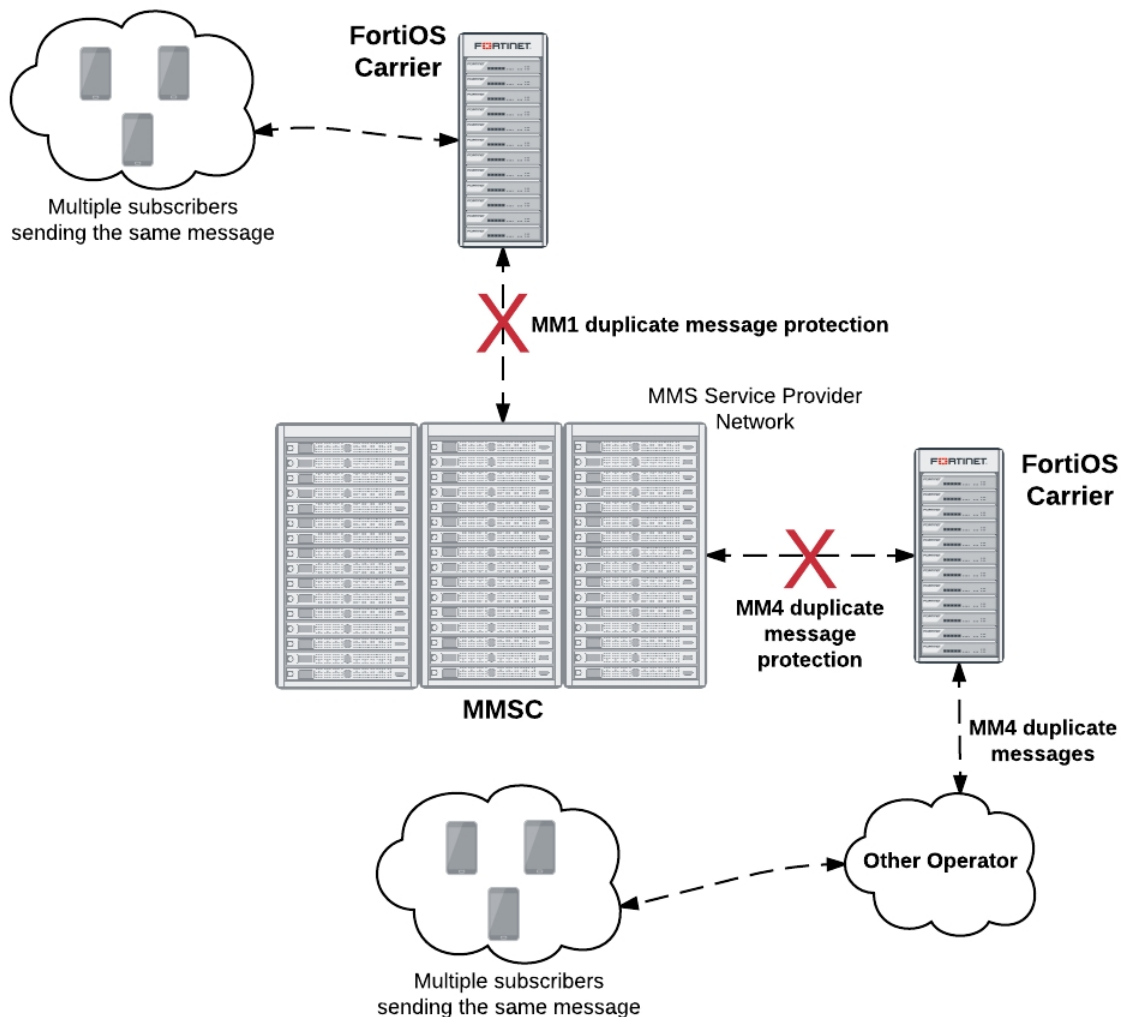 FortiOS
Carrier
FORTINET
Multiple subscribers
sending the same message
MM1 duplicate message protection
MMS Service Provider
Network
FORTINET
FortiOS
Carrier
MM4 duplicate
message
protection
MMSC
MM4 duplicate
messages
Other Operator
Multiple subscribers
sending the same message